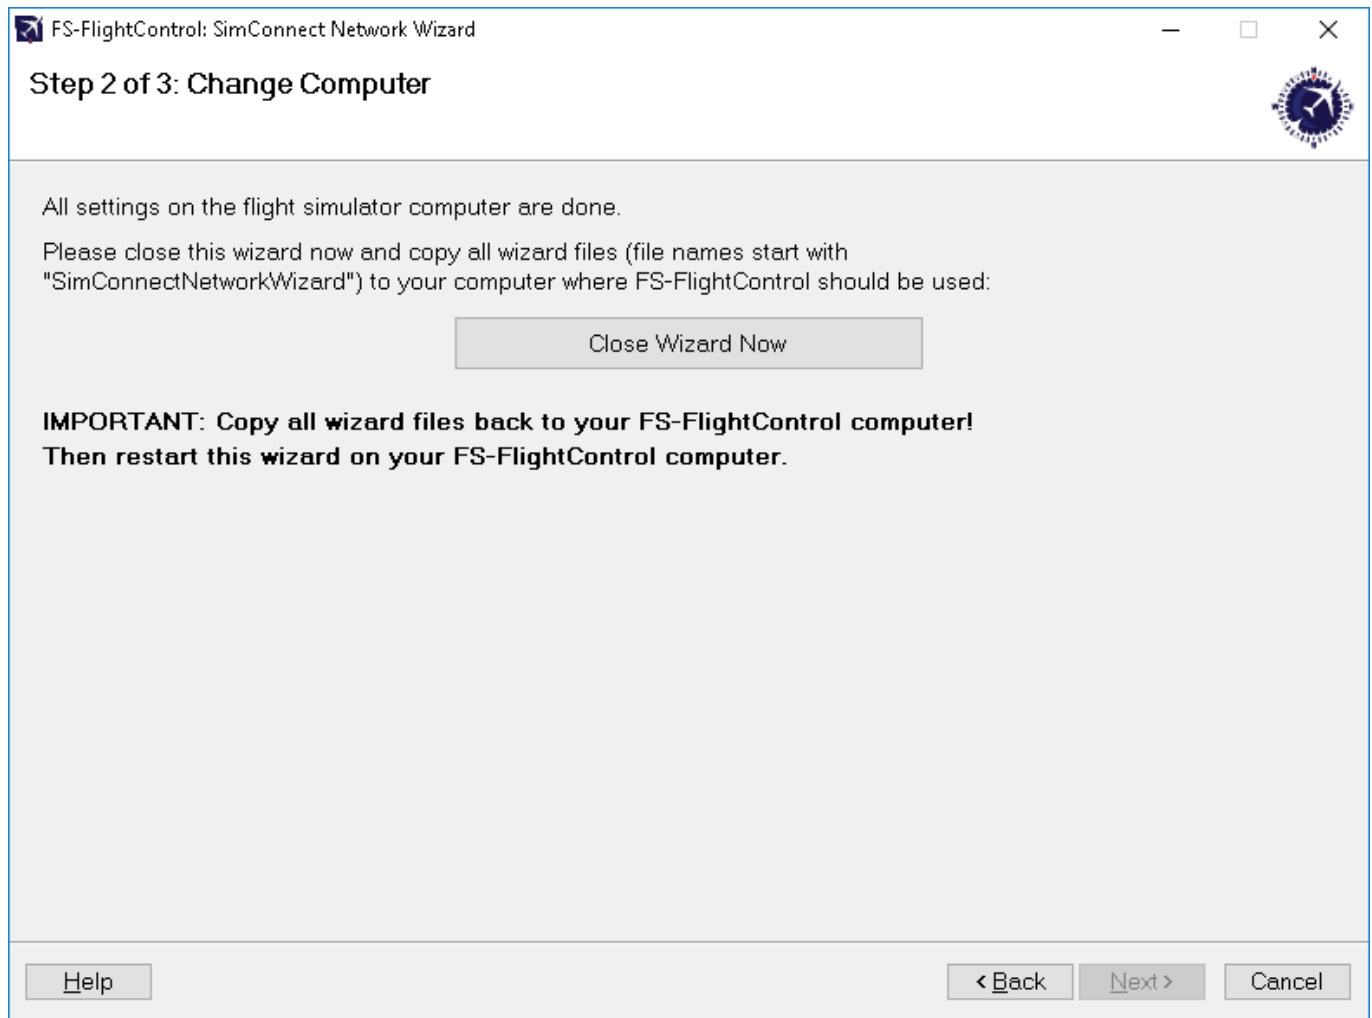 FS-FlightControl: SimConnect Network Wizard
Step 2 of 3: Change Computer
All settings on the flight simulator computer are done.
Please close this wizard now and copy all wizard files (file names start with
"SimConnectNetworkWizard") to your computer where FS-FlightControl should be used:
Close Wizard Now
IMPORTANT: Copy all wizard files back to your FS-FlightControl computer!
Then restart this wizard on your FS-FlightControl computer.
Help
< Back
Next >
Cancel